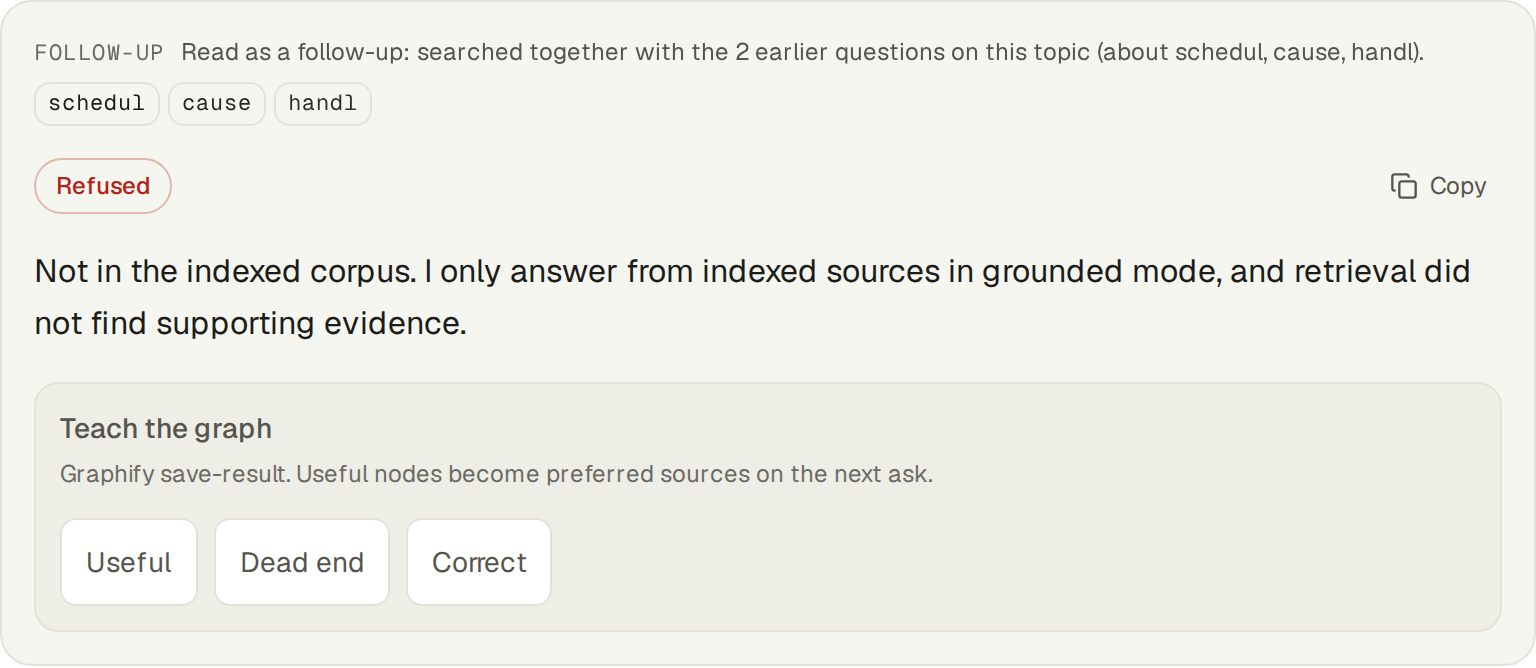 FOLLOW-UP Read as a follow-up: searched together with the 2 earlier questions on this topic (about schedul, cause, handl).
schedul cause handl
Refused Copy
Not in the indexed corpus. I only answer from indexed sources in grounded mode, and retrieval did
not find supporting evidence.
Teach the graph
Graphify save-result. Useful nodes become preferred sources on the next ask.
Useful Dead end Correct